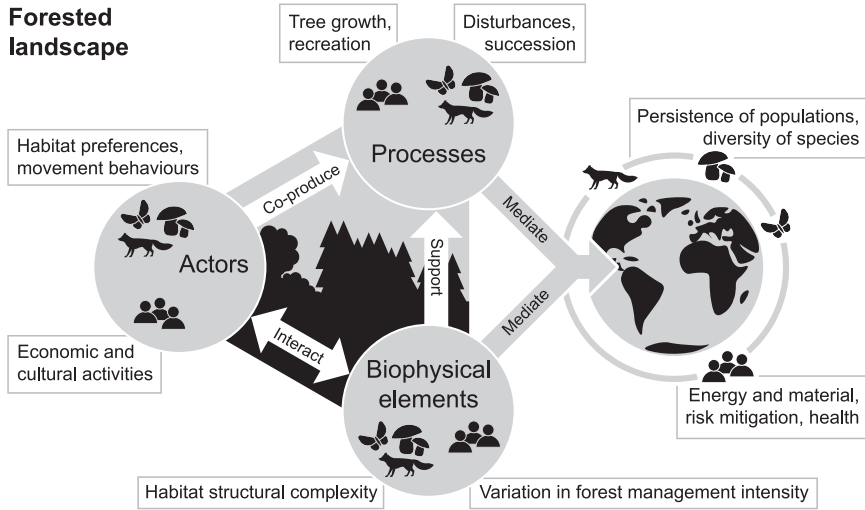 Forested
landscape
Tree growth,
recreation
Disturbances,
succession
Habitat preferences,
movement behaviours
Processes
Persistence of populations,
diversity of species
Co-produce
Mediate
Actors
Support
Interact
Mediate
Economic and
cultural activities
Biophysical
elements
Energy and material,
risk mitigation, health
Habitat structural complexity
Variation in forest management intensity